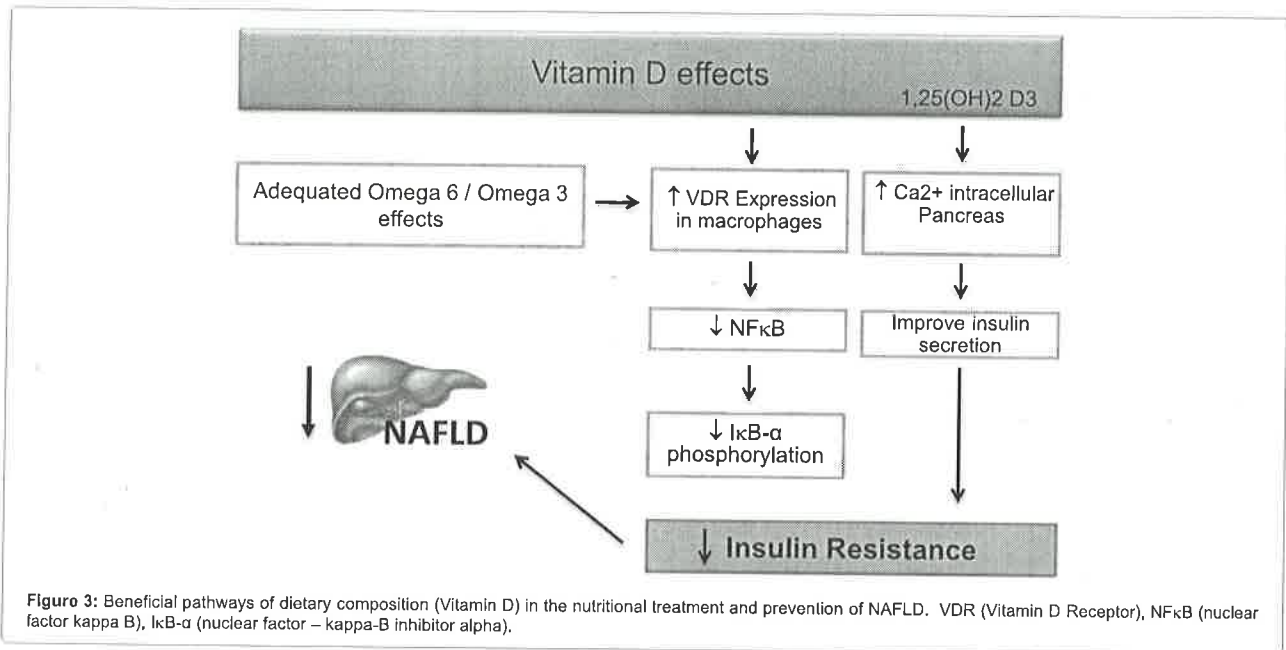 Vitamin D effects
1,25(OH)2 D3
Adequated Omega 6 / Omega 3
effects
↑ VDR Expression
in macrophages
↑ Ca2+ intracellular
Pancreas
↓ NFκB
Improve insulin
secretion
↓ IκB-α
phosphorylation
↓ NAFLD
↓ Insulin Resistance
Figuro 3: Beneficial pathways of dietary composition (Vitamin D) in the nutritional treatment and prevention of NAFLD. VDR (Vitamin D Receptor), NFκB (nuclear
factor kappa B), IκB-α (nuclear factor – kappa-B inhibitor alpha).